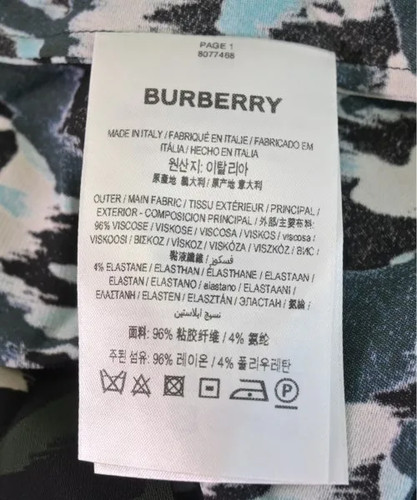 PAGE 1
8077468
BURBERRY
MADE IN ITALY / FABRIQUÉ EN ITALIE / FABRICADO EM
ITÁLIA / HECHO EN ITALIA
원산지: 이탈리아
原產地 義大利 / 原产地 意大利
OUTER / MAIN FABRIC / TISSU EXTÉRIEUR / PRINCIPAL /
EXTERIOR - COMPOSICION PRINCIPAL / 外部/主要布料:
96% VISCOSE / VISKOSE / VISCOSA / VISKOS / viscosa /
VISKOOSI / ΒΙΣΚΟΖ / VÍSKOZ / VISKÓZA / VISZKÓZ / ВИС /
黏液纖維 / فسكوز
4% ELASTANE / ELASTHAN / ÉLASTHANE / ELASTAAN /
ELASTAN / ELASTANO / elastano / ELASTAANI /
ΕΛΑΣΤΑΝΗ / ELASTEN / ELASZTÁN / ЭЛАСТАН / 氨綸 /
نسيج ايلاستين
面料: 96% 粘胶纤维 / 4% 氨纶
주된 섬유: 96% 레이온 / 4% 폴리우레탄
P